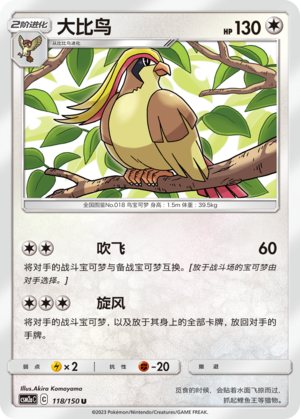 2阶进化 大比鸟 HP 130
从比比鸟进化
全国图鉴No.018 鸟宝可梦 身高：1.5m 体重：39.5kg
吹飞 60
将对手的战斗宝可梦与备战宝可梦互换。[放于战斗场的宝可梦由
对手选择。]
旋风
将对手的战斗宝可梦，以及放于其身上的全部卡牌，放回对手的
手牌。
弱点 ×2 抗性 -20 撤退
Illus.Akira Komayama
CSM2a C C 118/150 U
觅食的时候，会贴着水面飞掠而过，
抓起鲤鱼王等猎物。
©2023 Pokémon/Nintendo/Creatures/GAME FREAK.